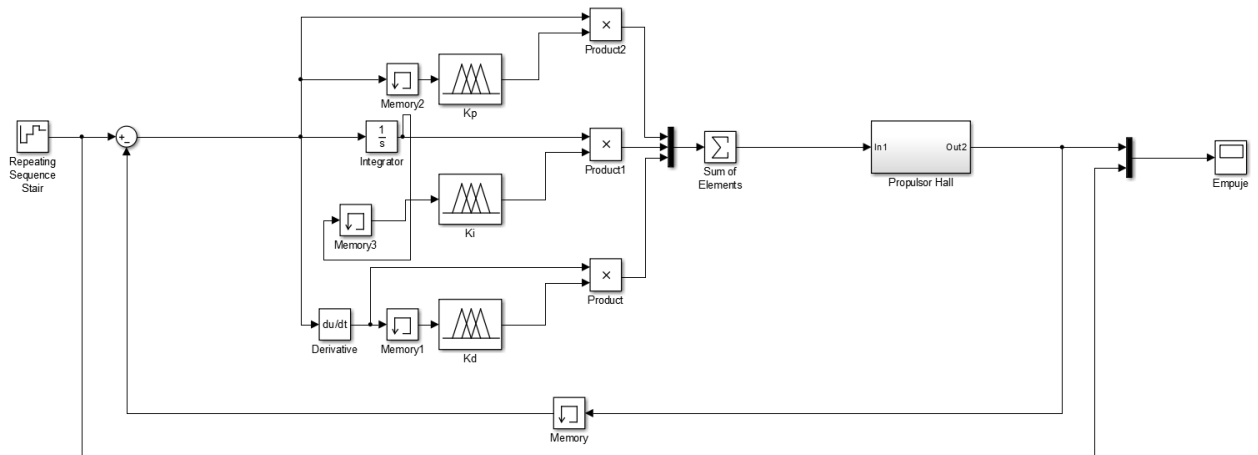 ×
Product2
Memory2
Kp
+
−
Repeating
Sequence
Stair
1
s
Integrator
×
Product1
Σ
Sum of
Elements
In1
Out2
Propulsor Hall
Empuje
Memory3
Ki
×
Product
du/dt
Derivative
Memory1
Kd
Memory